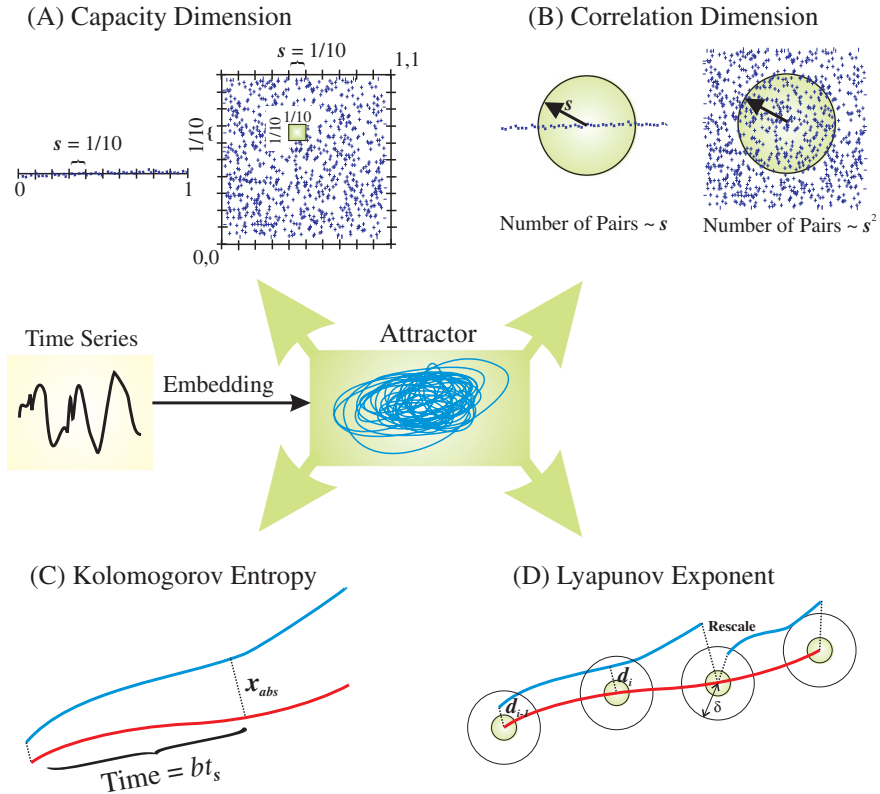 (A) Capacity Dimension
s = 1/10
1,1
1/10
1/10
1/10
s = 1/10
0
1
0,0
(B) Correlation Dimension
s
Number of Pairs ~ s
Number of Pairs ~ s²
Time Series
Embedding
Attractor
(C) Kolomogorov Entropy
x_abs
Time = bt_s
(D) Lyapunov Exponent
Rescale
d_i-1
d_i
δ